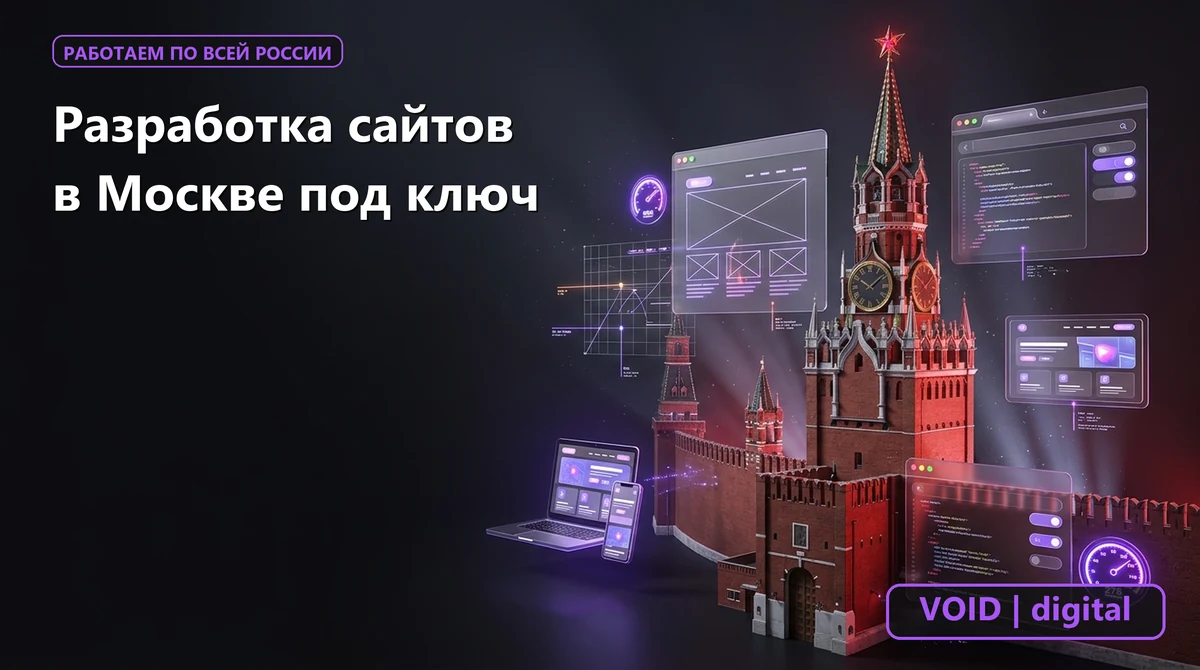 РАБОТАЕМ ПО ВСЕЙ РОССИИ
Разработка сайтов
в Москве под ключ
VOID | digital